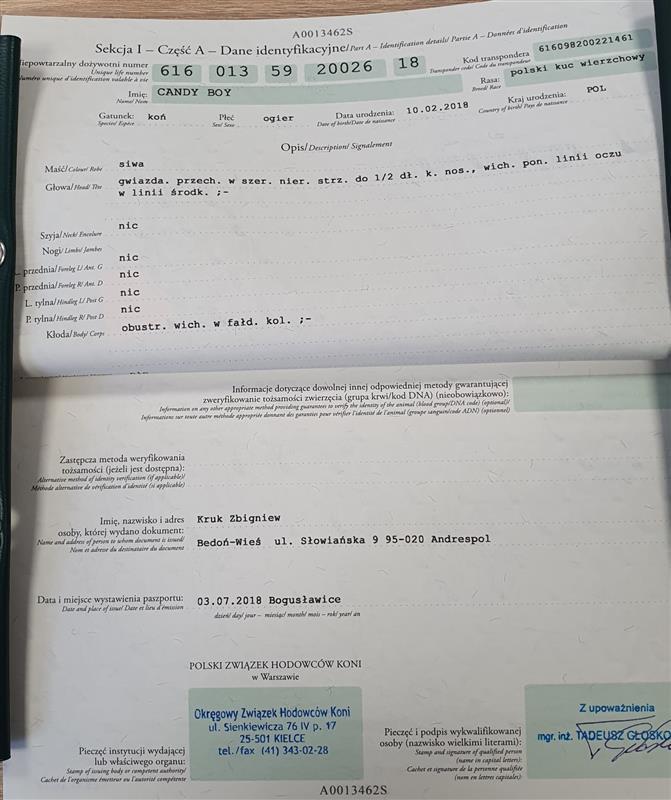 A0013462S
Sekcja I – Część A – Dane identyfikacyjne/Part A – Identification details/ Partie A – Données d'identification
Niepowtarzalny dożywotni numer 616 013 59 20026 18 Kod transpondera 616098200221461
Unique life number Transponder code/ Code du transpondeur
Numéro unique d'identification valable à vie Rasa: polski kuc wierzchowy
Imię: CANDY BOY Breed/ Race
Name/ Nom
Gatunek: koń Płeć ogier Data urodzenia: 10.02.2018 Kraj urodzenia: POL
Species/ Espèce Sex/ Sexe Date of birth/ Date de naissance Country of birth/ Pays de naissance
Opis/Description/ Signalement
Maść/Colour/ Robe siwa
Głowa/Head/ Tête gwiazda. przech. w szer. nier. strz. do 1/2 dł. k. nos., wich. pon. linii oczu
w linii środk. ;-
Szyja/Neck/ Encolure nic
Nogi/Limbs/ Jambes
L. przednia/Foreleg L/ Ant. G nic
P. przednia/Foreleg R/ Ant. D nic
L. tylna/Hindleg L/ Post G nic
P. tylna/Hindleg R/ Post D nic
Kłoda/Body/ Corps obustr. wich. w fałd. kol. ;-
Informacje dotyczące dowolnej innej odpowiedniej metody gwarantującej
zweryfikowanie tożsamości zwierzęcia (grupa krwi/kod DNA) (nieobowiązkowo):
Information on any other appropriate method providing guarantees to verify the identity of the animal (blood group/DNA code) (optional)/
Informations sur toute autre méthode appropriée donnant des garanties pour vérifier l'identité de l'animal (groupe sanguin/code ADN) (optionnel)
Zastępcza metoda weryfikowania
tożsamości (jeżeli jest dostępna):
Alternative method of identity verification (if applicable)/
Méthode alternative de vérification d'identité (si applicable)
Imię, nazwisko i adres Kruk Zbigniew
osoby, której wydano dokument:
Name and address of person to whom document is issued/ Bedoń-Wieś ul. Słowiańska 9 95-020 Andrespol
Nom et adresse du destinataire du document
Data i miejsce wystawienia paszportu: 03.07.2018 Bogusławice
Date and place of issue/ Date et lieu d'émission dzień/ day/ jour – miesiąc/ month/ mois – rok/ year/ an
POLSKI ZWIĄZEK HODOWCÓW KONI
w Warszawie
Okręgowy Związek Hodowców Koni
ul. Sienkiewicza 76 IV p. 17
25-501 KIELCE
tel./fax (41) 343-02-28
Z upoważnienia
mgr. inż. TADEUSZ GŁOSKO
Pieczęć instytucji wydającej
lub właściwego organu:
Stamp of issuing body or competent authority/
Cachet de l'organisme émetteur ou l'autorité compétente
Pieczęć i podpis wykwalifikowanej
osoby (nazwisko wielkimi literami):
Stamp and signature of qualified person
(name in capital letters):
Cachet et signature de la personne qualifiée
(nom en lettres capitales):
A0013462S